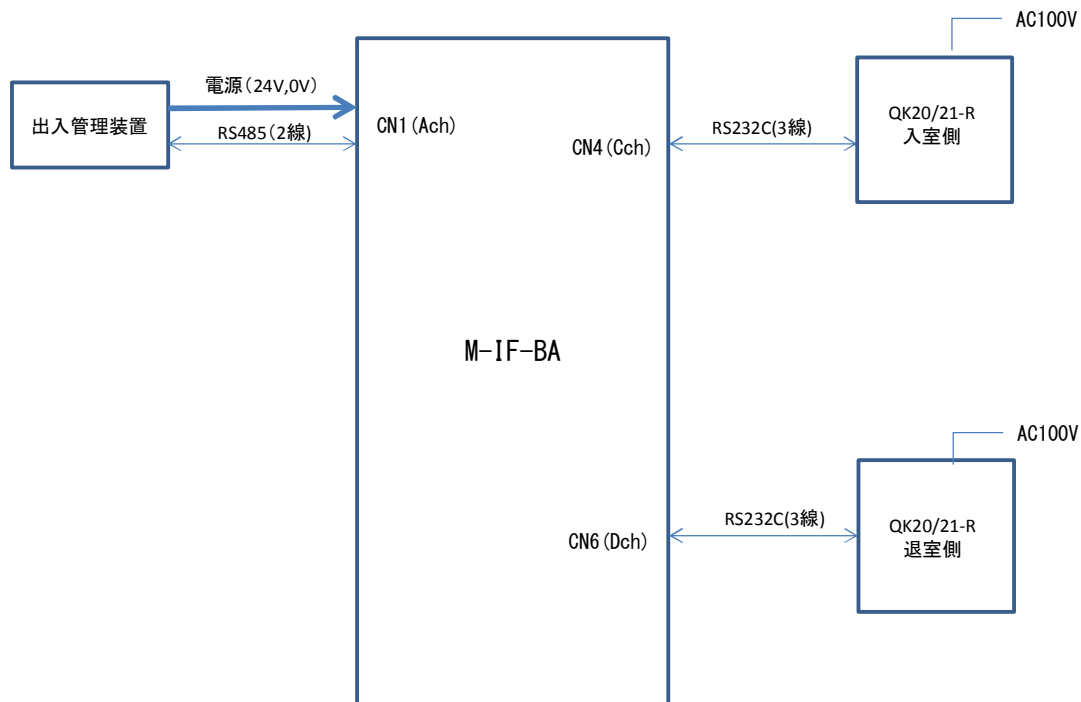 AC100V
電源（24V,0V）
出入管理装置
RS485（2線）
CN1（Ach）
CN4（Cch）
RS232C(3線)
QK20/21-R
入室側
M-IF-BA
AC100V
CN6（Dch）
RS232C(3線)
QK20/21-R
退室側